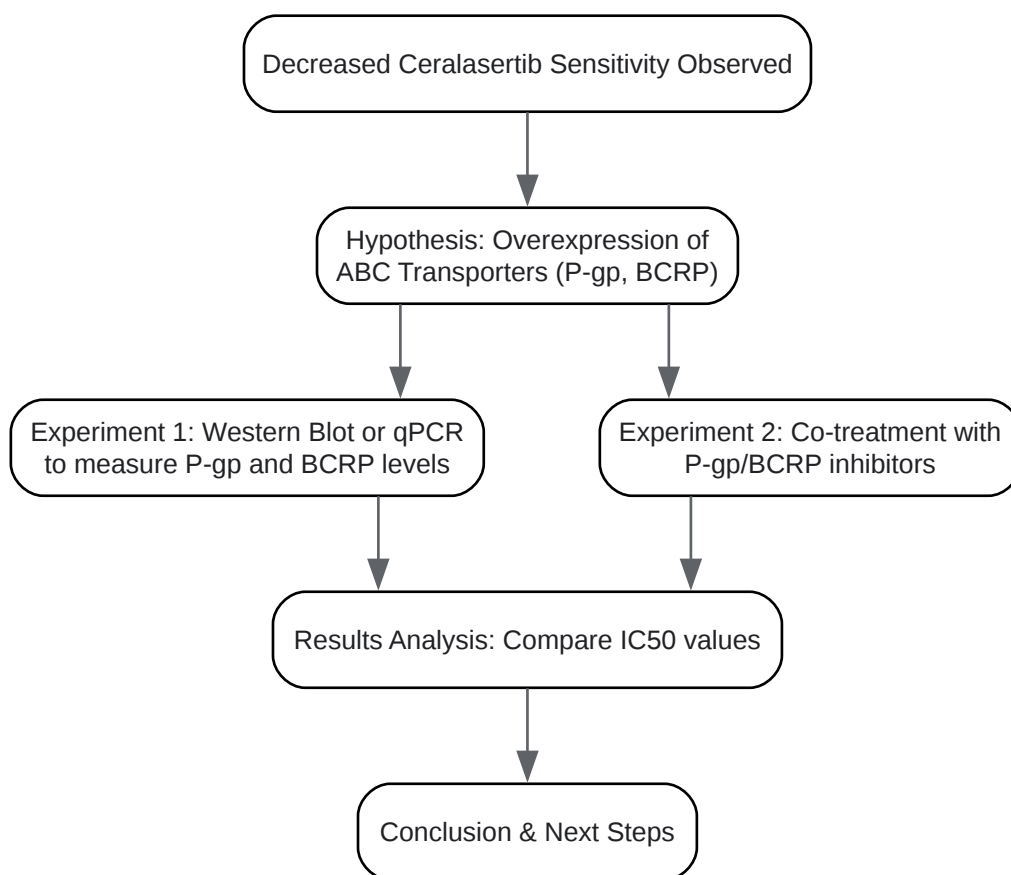 Decreased Ceralasertib Sensitivity Observed
Hypothesis: Overexpression of
ABC Transporters (P-gp, BCRP)
Experiment 1: Western Blot or qPCR
to measure P-gp and BCRP levels
Experiment 2: Co-treatment with
P-gp/BCRP inhibitors
Results Analysis: Compare IC50 values
Conclusion & Next Steps